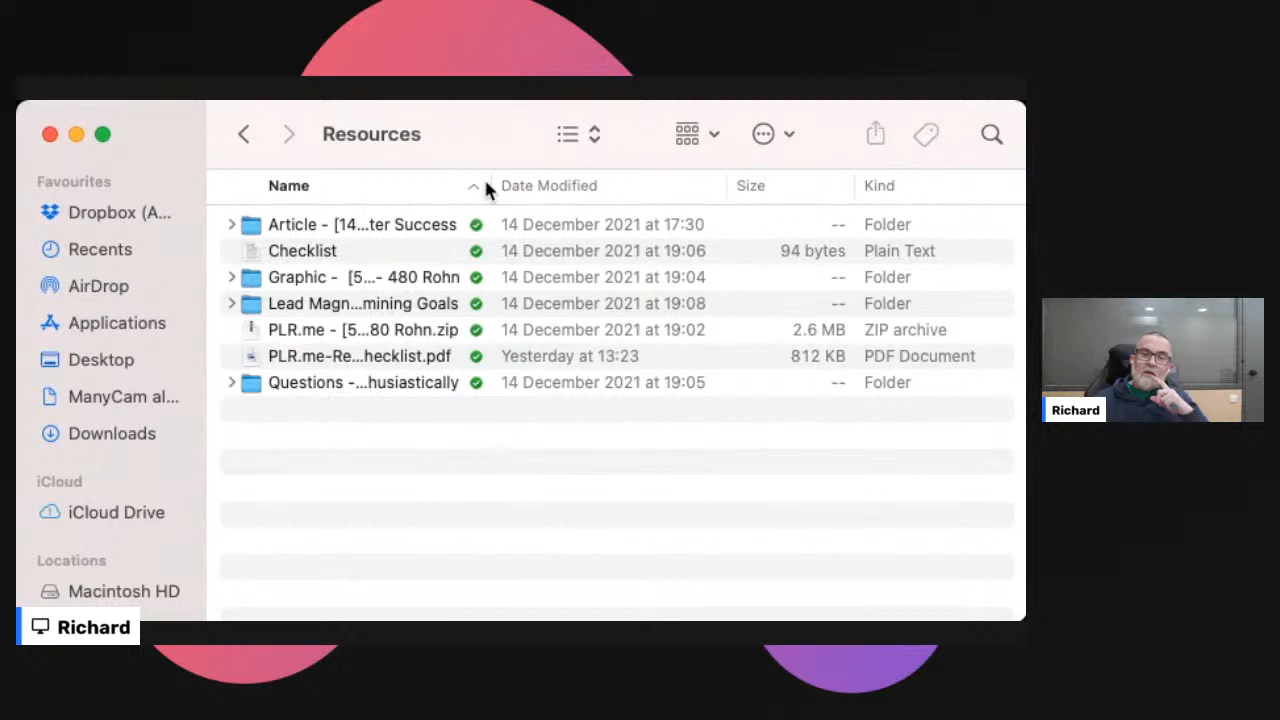 Resources
Favourites
Dropbox (A...
Recents
AirDrop
Applications
Desktop
ManyCam al...
Downloads
iCloud
iCloud Drive
Locations
Macintosh HD
Name Date Modified Size Kind
Article - [14...ter Success 14 December 2021 at 17:30 -- Folder
Checklist 14 December 2021 at 19:06 94 bytes Plain Text
Graphic - [5...- 480 Rohn 14 December 2021 at 19:04 -- Folder
Lead Magn...mining Goals 14 December 2021 at 19:08 -- Folder
PLR.me - [5...80 Rohn.zip 14 December 2021 at 19:02 2.6 MB ZIP archive
PLR.me-Re...hecklist.pdf Yesterday at 13:23 812 KB PDF Document
Questions -...husiastically 14 December 2021 at 19:05 -- Folder
Richard
Richard